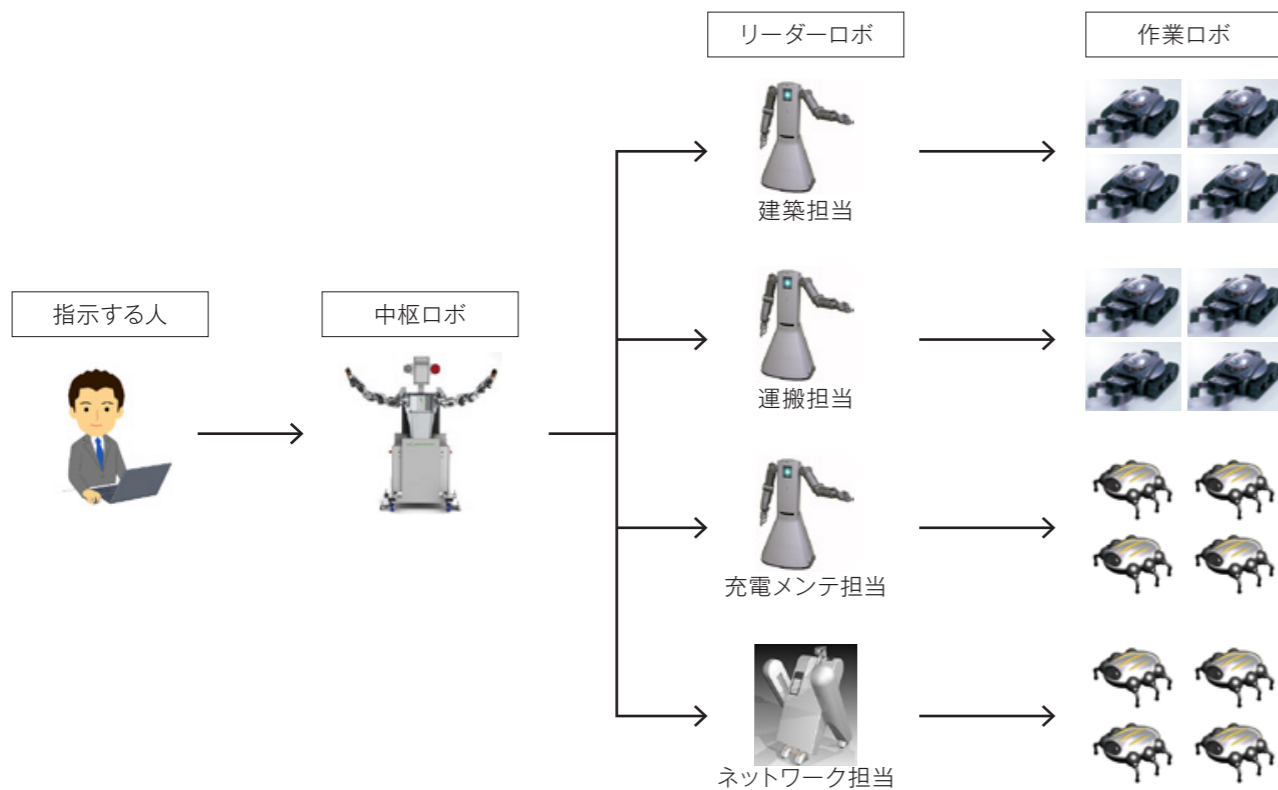 リーダーロボ
作業ロボ
建築担当
指示する人
中枢ロボ
運搬担当
充電メンテ担当
ネットワーク担当